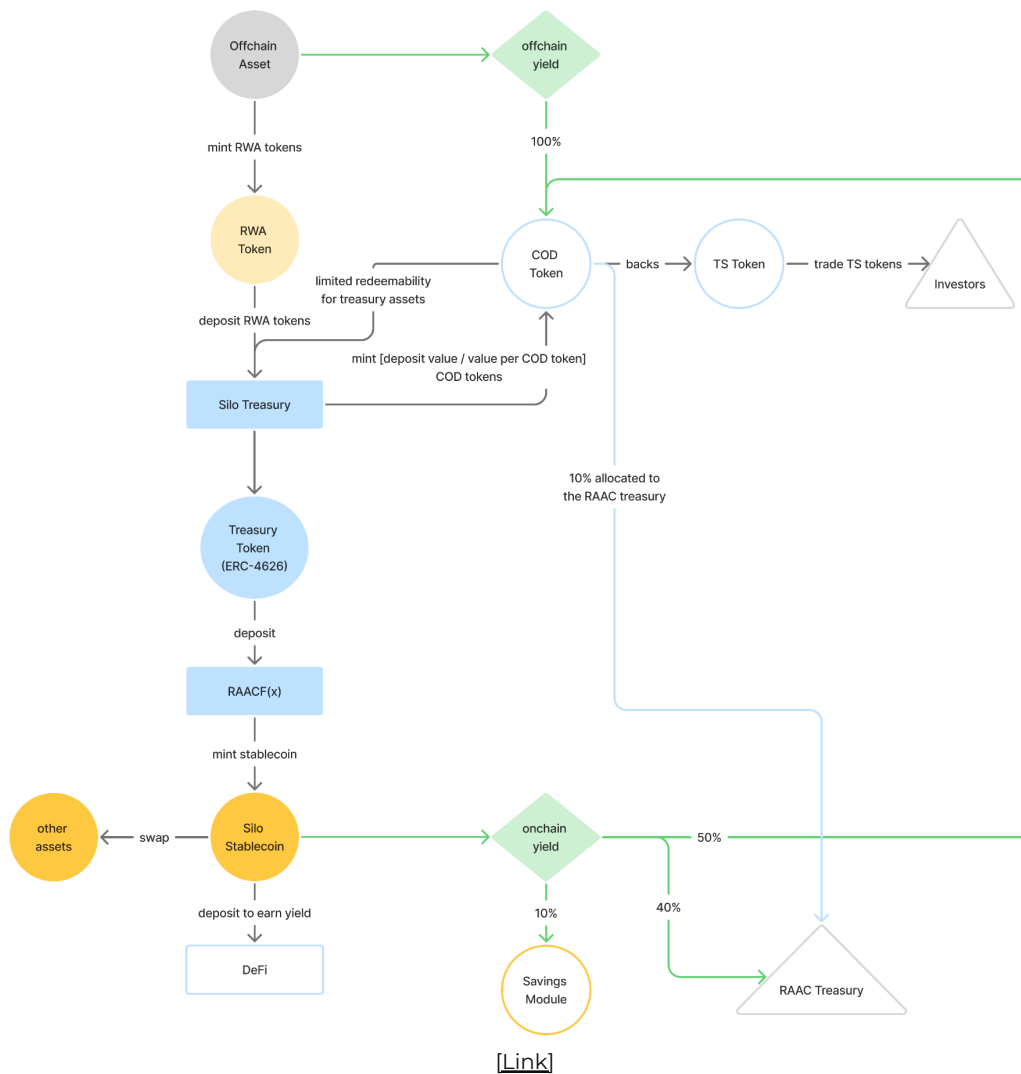 Offchain
Asset
offchain
yield
mint RWA tokens
100%
RWA
Token
COD
Token
backs
TS Token
trade TS tokens
Investors
limited redeemability
for treasury assets
deposit RWA tokens
mint [deposit value / value per COD token]
COD tokens
Silo Treasury
10% allocated to
the RAAC treasury
Treasury
Token
(ERC-4626)
deposit
RAACF(x)
mint stablecoin
other
assets
swap
Silo
Stablecoin
onchain
yield
50%
deposit to earn yield
10%
40%
DeFi
Savings
Module
RAAC Treasury
[Link]